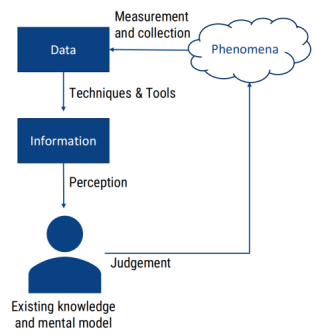 Measurement
and collection
Data
Phenomena
Techniques & Tools
Information
Perception
Judgement
Existing knowledge
and mental model